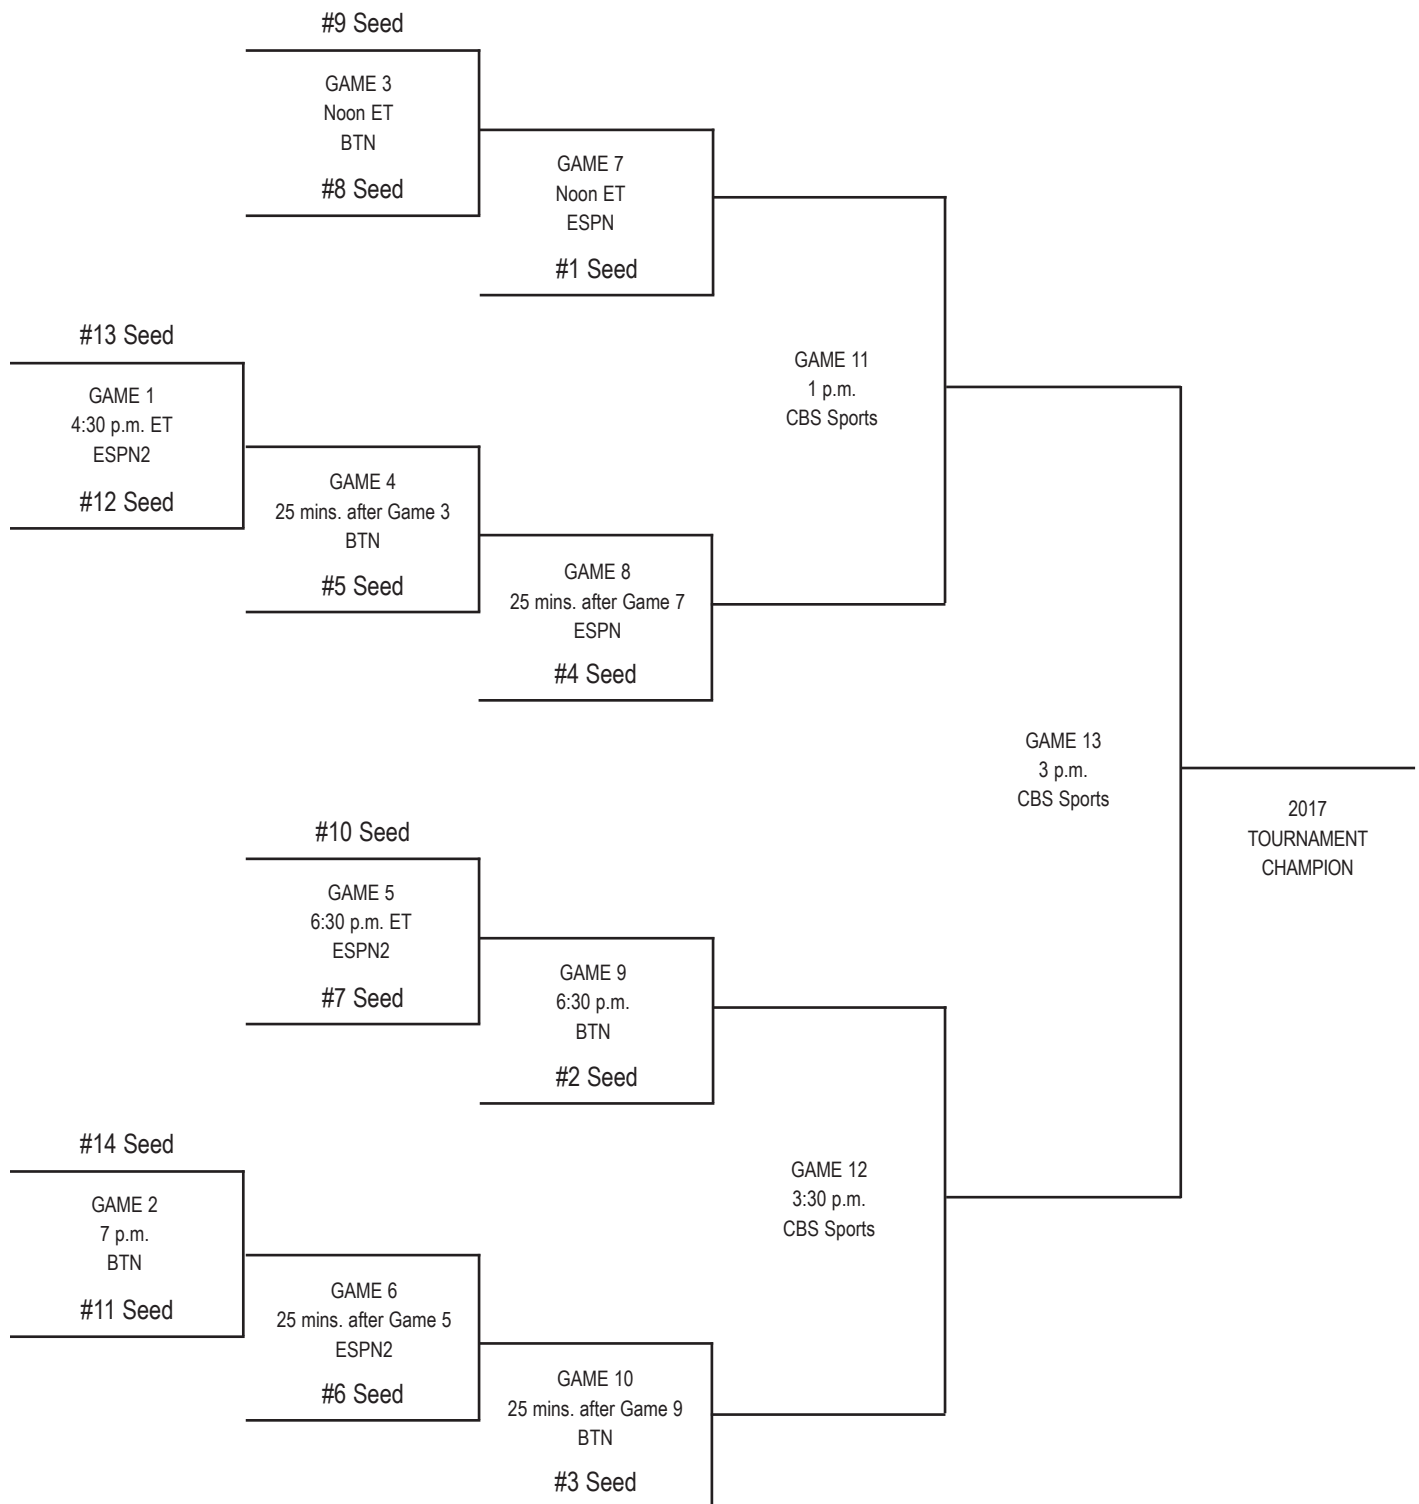 #9 Seed
GAME 3
Noon ET
BTN
#8 Seed
GAME 7
Noon ET
ESPN
#1 Seed
#13 Seed
GAME 1
4:30 p.m. ET
ESPN2
#12 Seed
GAME 4
25 mins. after Game 3
BTN
#5 Seed
GAME 8
25 mins. after Game 7
ESPN
#4 Seed
GAME 11
1 p.m.
CBS Sports
#10 Seed
GAME 5
6:30 p.m. ET
ESPN2
#7 Seed
GAME 9
6:30 p.m.
BTN
#2 Seed
#14 Seed
GAME 2
7 p.m.
BTN
#11 Seed
GAME 6
25 mins. after Game 5
ESPN2
#6 Seed
GAME 10
25 mins. after Game 9
BTN
#3 Seed
GAME 12
3:30 p.m.
CBS Sports
GAME 13
3 p.m.
CBS Sports
2017
TOURNAMENT
CHAMPION